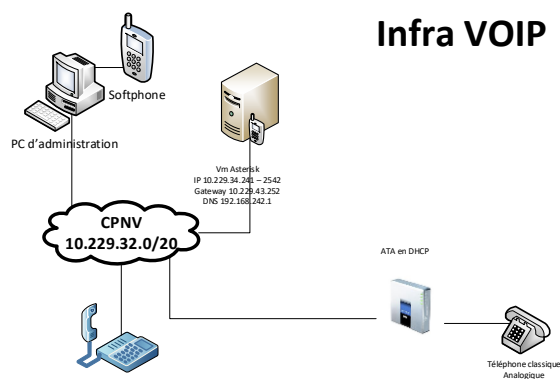 Infra VOIP
Softphone
PC d'administration
Vm Asterisk
IP 10.229.34.241 – 2542
Gateway 10.229.43.252
DNS 192.168.242.1
CPNV
10.229.32.0/20
ATA en DHCP
Téléphone classique
Analogique